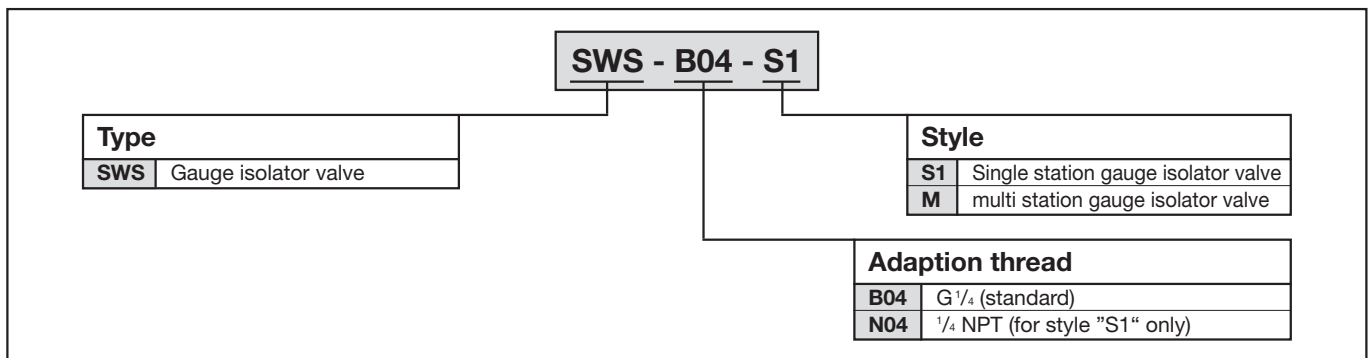 SWS - B04 - S1
Type
SWS Gauge isolator valve
Style
S1 Single station gauge isolator valve
M multi station gauge isolator valve
Adaption thread
B04 G 1/4 (standard)
N04 1/4 NPT (for style ”S1“ only)